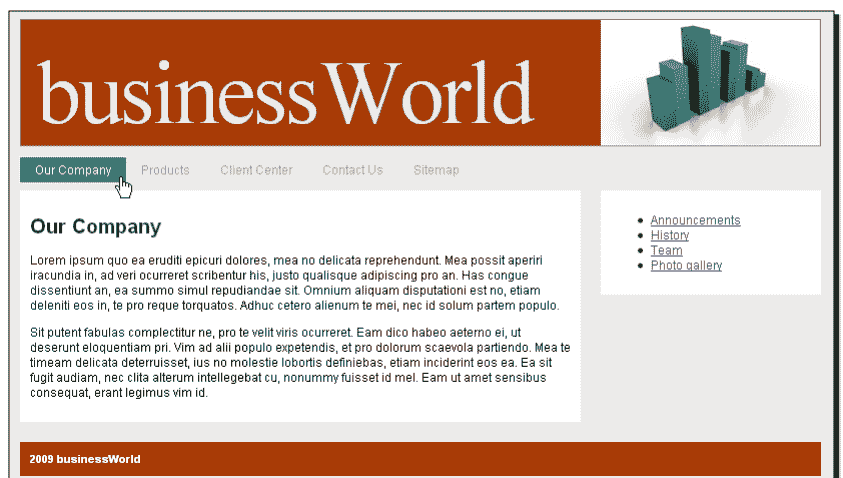 businessWorld
Our Company Products Client Center Contact Us Sitemap
Our Company
Lorem ipsum quo ea eruditi epicuri dolores, mea no delicata reprehendunt. Mea possit aperiri
iracundia in, ad veri ocurreret scribentur his, justo qualisque adipiscing pro an. Has congue
dissentiunt an, ea summo simul repudiandae sit. Omnium aliquam disputationi est no, etiam
deleniti eos in, te pro reque torquatos. Adhuc cetero alienum te mei, nec id solum partem populo.
Sit putent fabulas complectitur ne, pro te velit viris ocurreret. Eam dico habeo aeterno ei, ut
deserunt eloquentiam pri. Vim ad alii populo expetendis, et pro dolorum scaevola partiendo. Mea te
timeam delicata deterruisset, ius no molestie lobortis definiebas, etiam inciderint eos ea. Ea sit
fugit audiam, nec clita alterum intellegebat cu, nonummy fuisset id mel. Eam ut amet sensibus
consequat, erant legimus vim id.
Announcements
History
Team
Photo gallery
2009 businessWorld